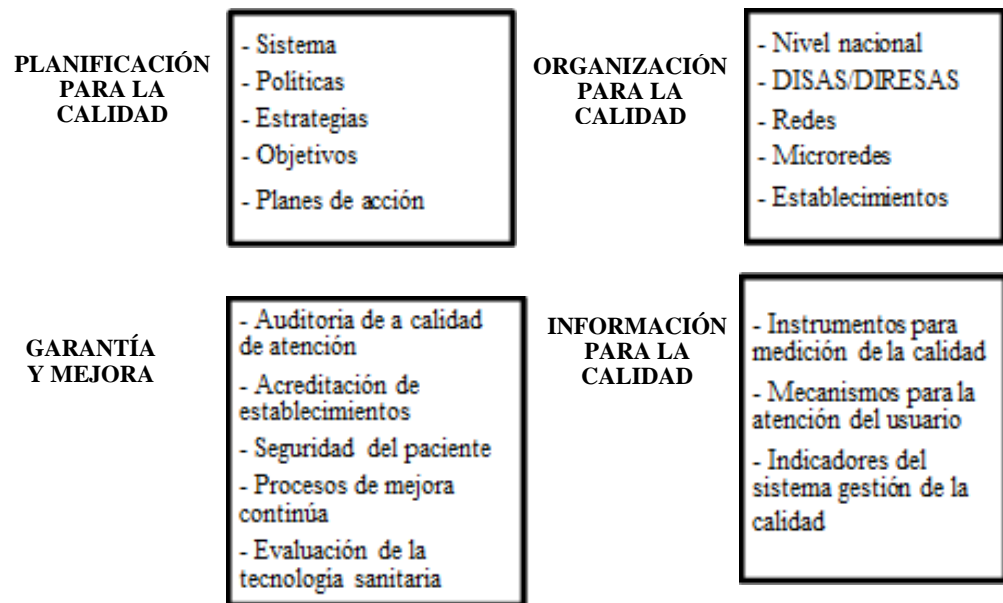 PLANIFICACIÓN
PARA LA
CALIDAD
- Sistema
- Políticas
- Estrategias
- Objetivos
- Planes de acción
ORGANIZACIÓN
PARA LA
CALIDAD
- Nivel nacional
- DISAS/DIRESAS
- Redes
- Microredes
- Establecimientos
GARANTÍA
Y MEJORA
- Auditoria de a calidad
de atención
- Acreditación de
establecimientos
- Seguridad del paciente
- Procesos de mejora
continúa
- Evaluación de la
tecnología sanitaria
INFORMACIÓN
PARA LA
CALIDAD
- Instrumentos para
medición de la calidad
- Mecanismos para la
atención del usuario
- Indicadores del
sistema gestión de la
calidad